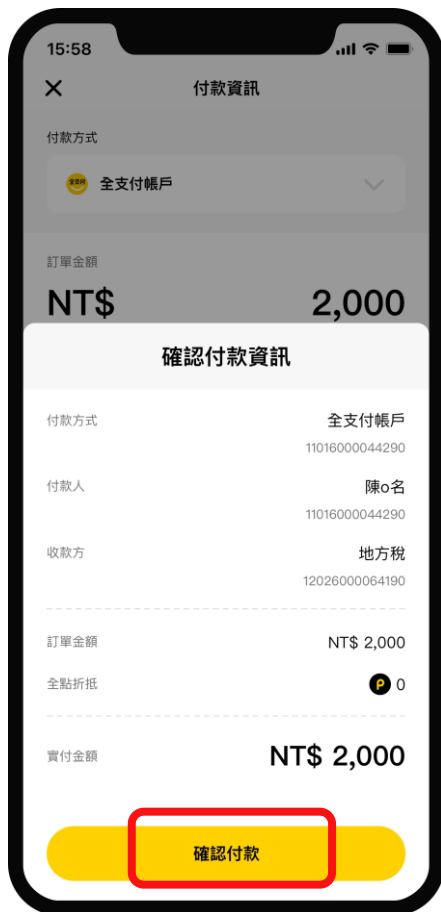 15:58
付款資訊
付款方式
全支付
全支付帳戶
訂單金額
NT$ 2,000
確認付款資訊
付款方式 全支付帳戶
11016000044290
付款人 陳o名
11016000044290
收款方 地方稅
12026000064190
訂單金額 NT$ 2,000
全點折抵 P 0
實付金額 NT$ 2,000
確認付款